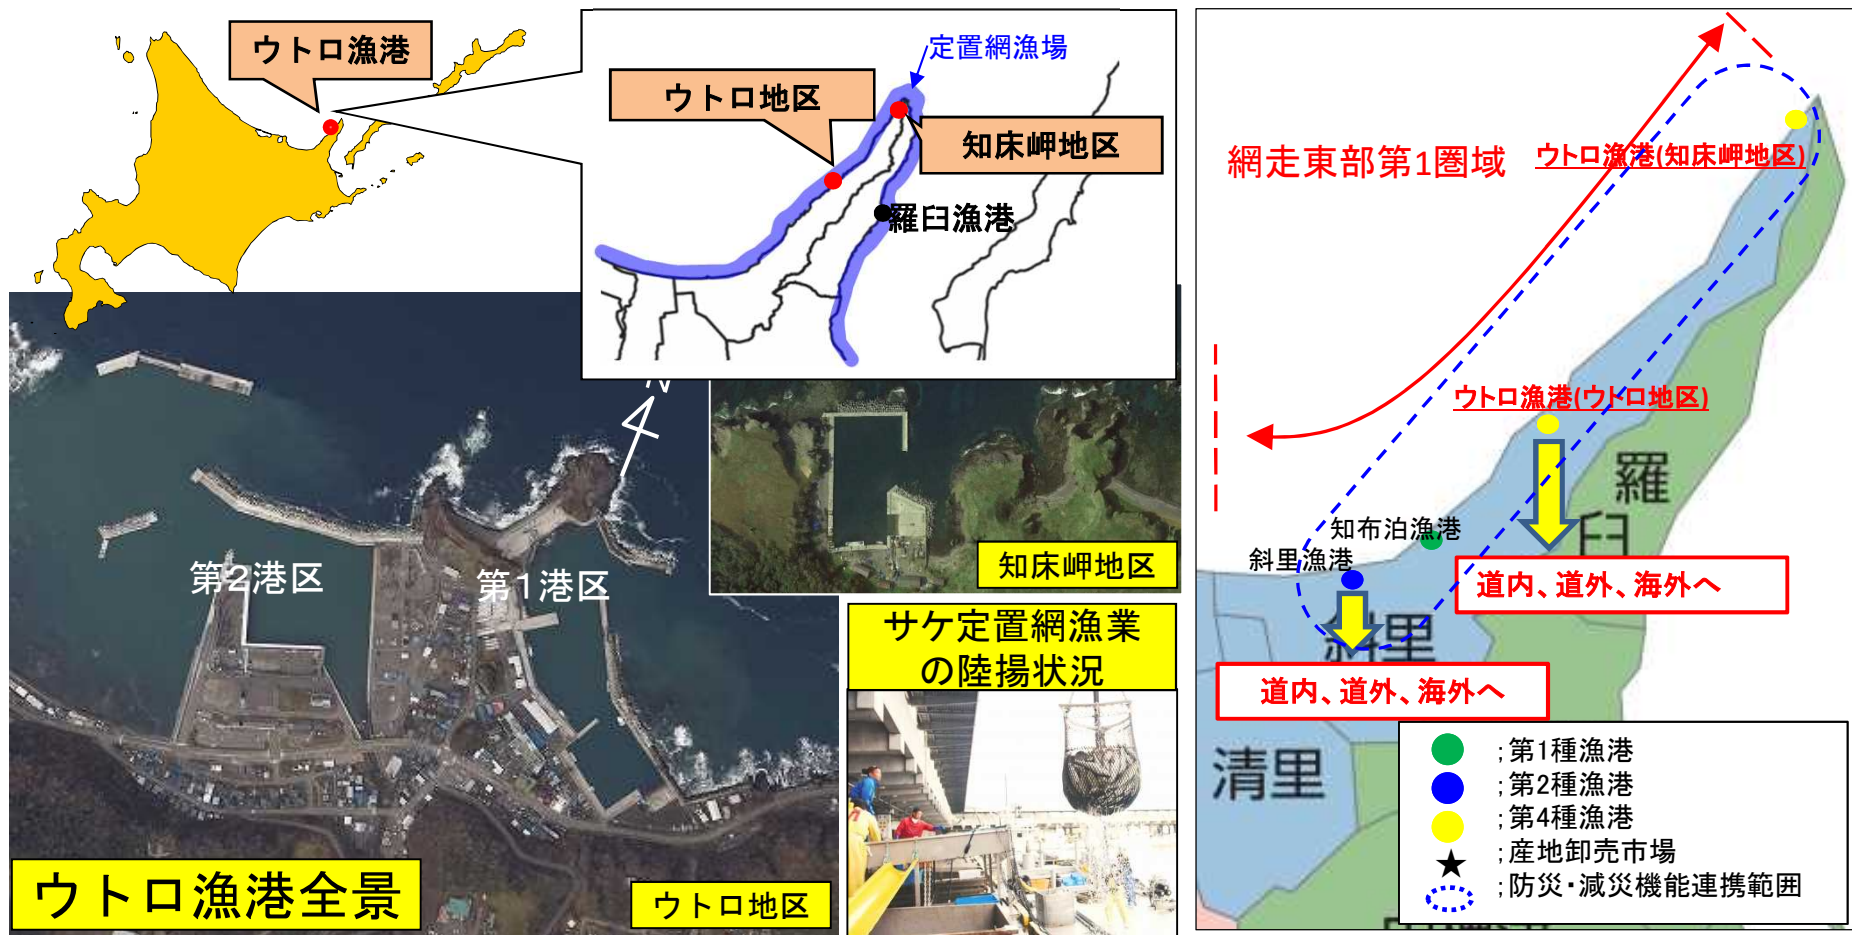 ウトロ漁港
定置網漁場
ウトロ地区
知床岬地区
羅臼漁港
N
第2港区
第1港区
知床岬地区
サケ定置網漁業
の陸揚状況
ウトロ漁港全景
ウトロ地区
網走東部第1圏域
ウトロ漁港(知床岬地区)
ウトロ漁港(ウトロ地区)
羅
臼
知布泊漁港
斜里漁港
道内、道外、海外へ
斜里
道内、道外、海外へ
清里
;第1種漁港
;第2種漁港
;第4種漁港
;産地卸売市場
;防災・減災機能連携範囲